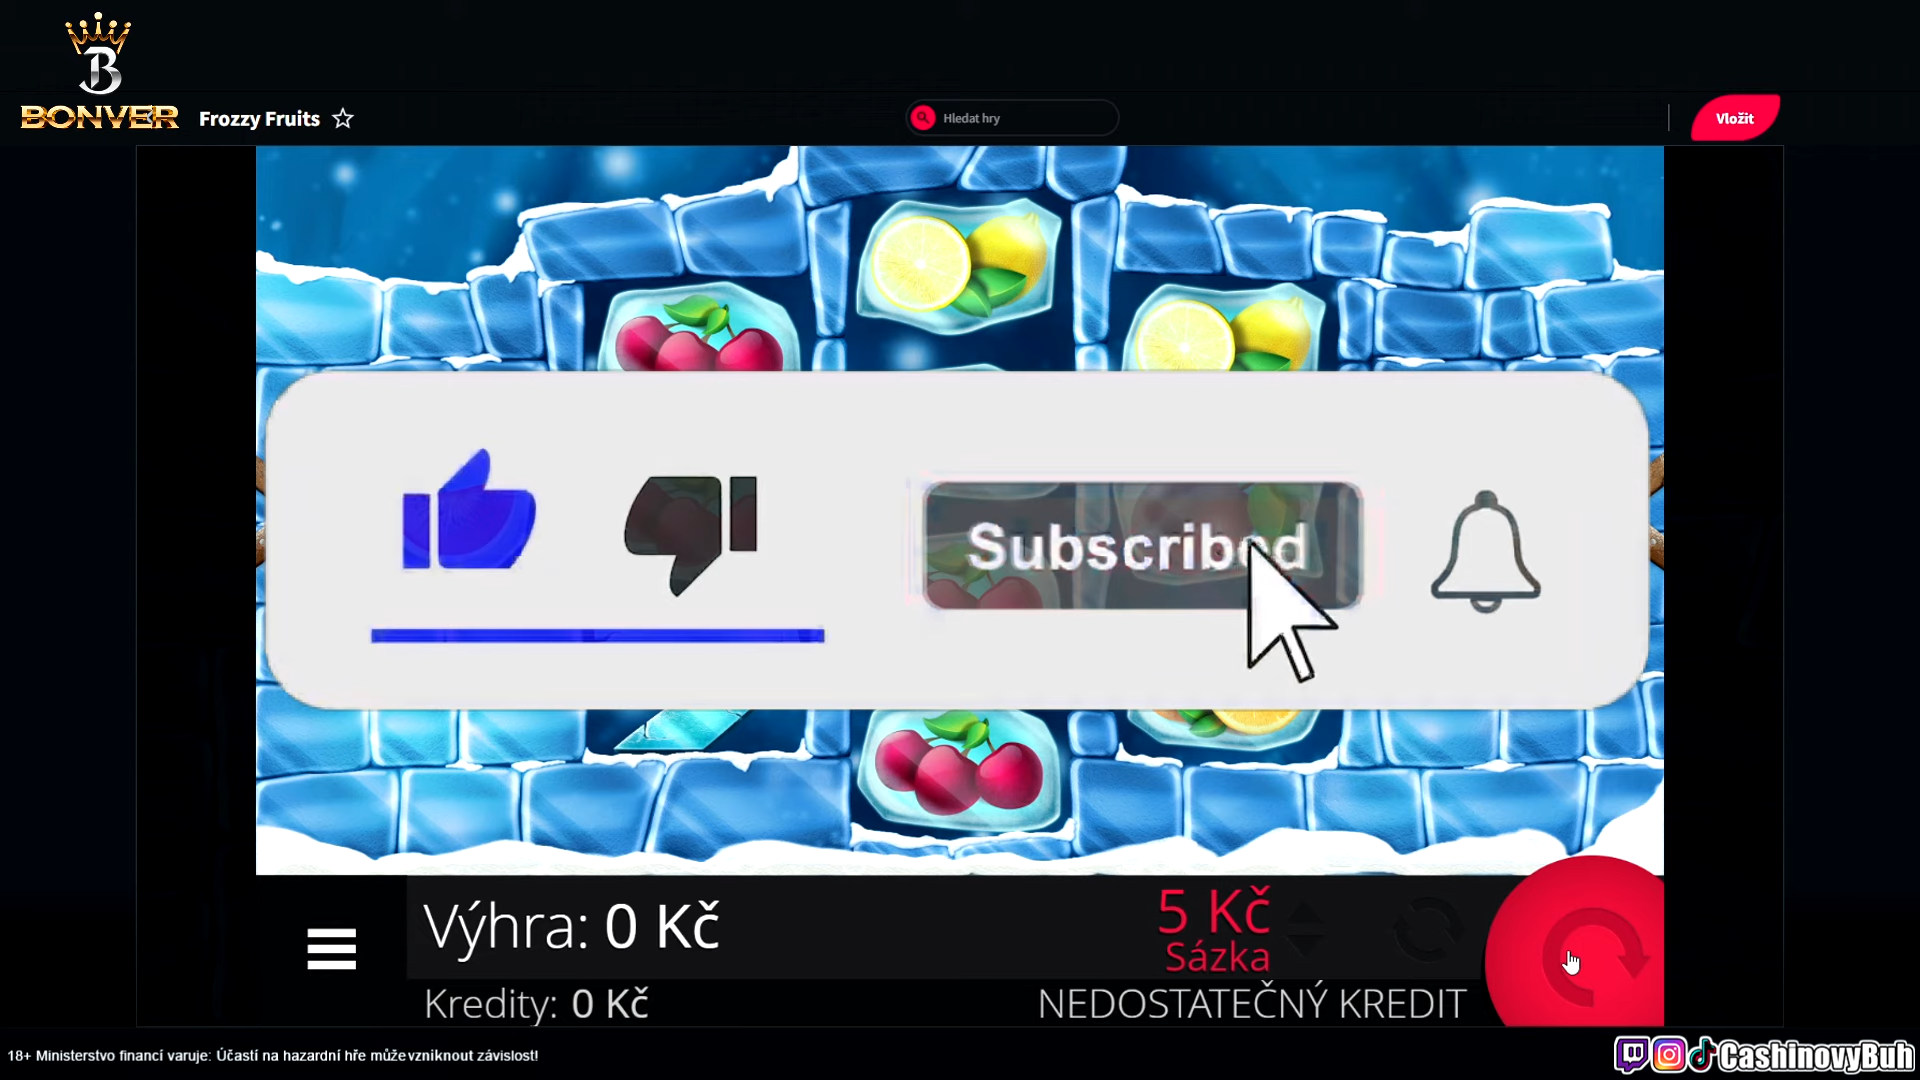 B
BONVER
Frozzy Fruits
Hledat hry
Vložit
Subscribed
Výhra: 0 Kč
5 Kč
Sázka
Kredity: 0 Kč
NEDOSTATEČNÝ KREDIT
18+ Ministerstvo financí varuje: Účastí na hazardní hře může vzniknout závislost!
CashinovyBuh